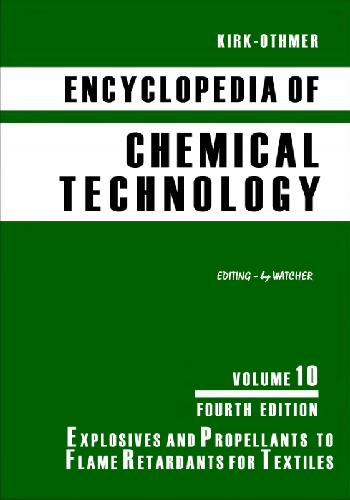 KIRK-OTHMER
ENCYCLOPEDIA OF
CHEMICAL
TECHNOLOGY
EDITING - by WATCHER
VOLUME 10
FOURTH EDITION
EXPLOSIVES AND PROPELLANTS TO
FLAME RETARDANTS FOR TEXTILES